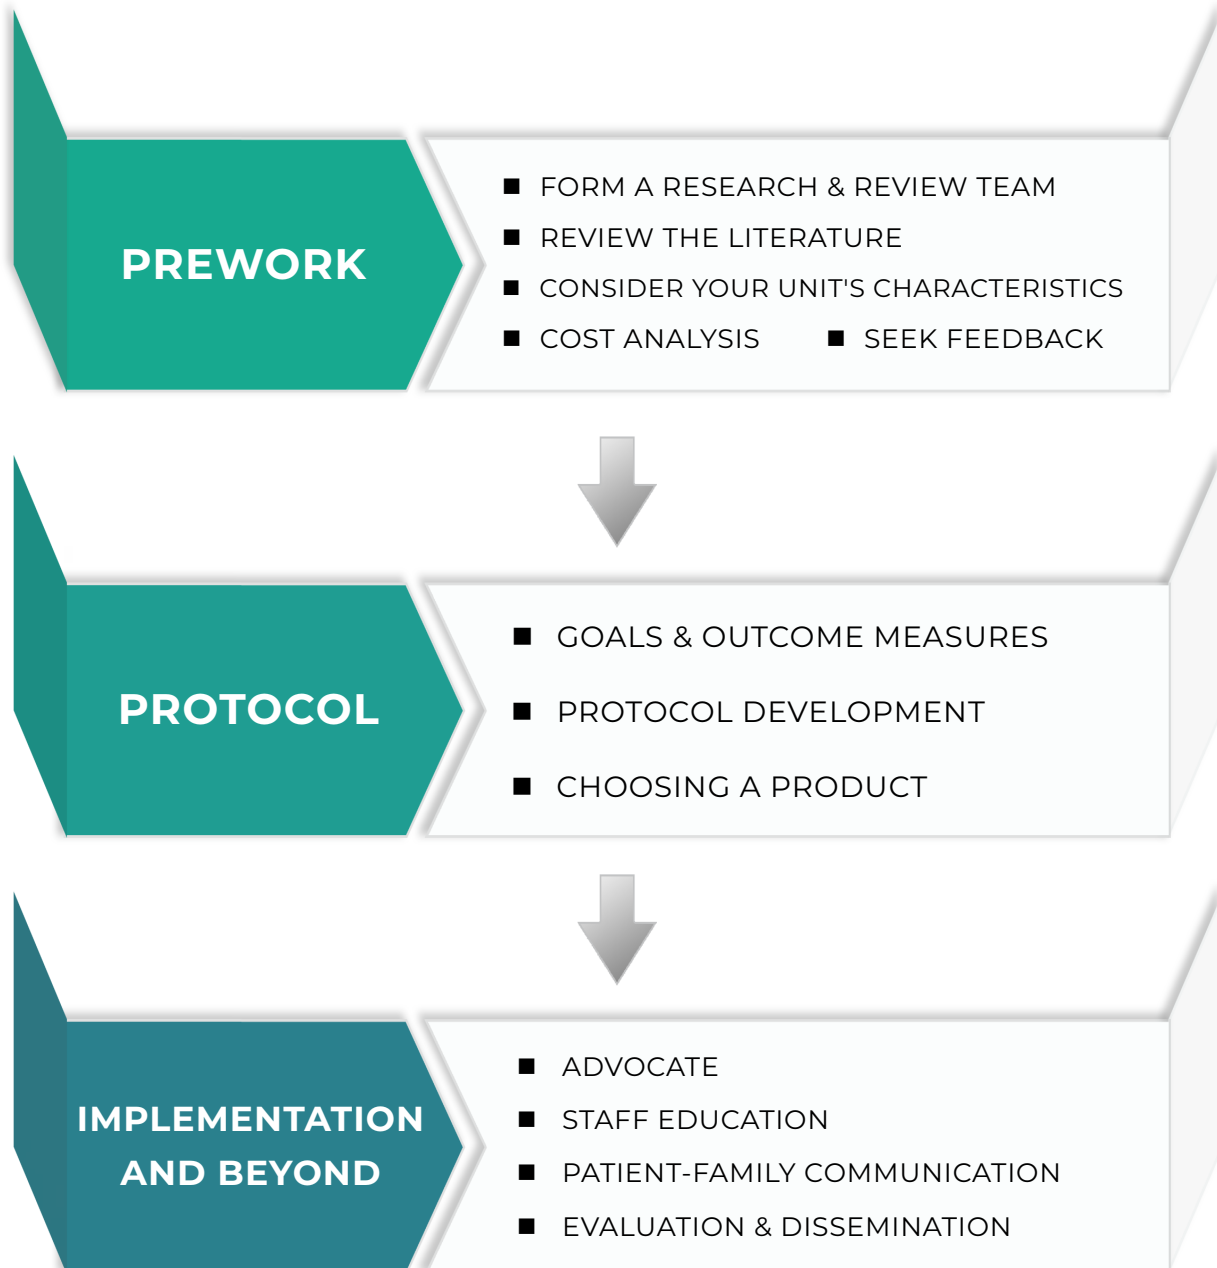 PREWORK
■ FORM A RESEARCH & REVIEW TEAM
■ REVIEW THE LITERATURE
■ CONSIDER YOUR UNIT'S CHARACTERISTICS
■ COST ANALYSIS ■ SEEK FEEDBACK
PROTOCOL
■ GOALS & OUTCOME MEASURES
■ PROTOCOL DEVELOPMENT
■ CHOOSING A PRODUCT
IMPLEMENTATION
AND BEYOND
■ ADVOCATE
■ STAFF EDUCATION
■ PATIENT-FAMILY COMMUNICATION
■ EVALUATION & DISSEMINATION